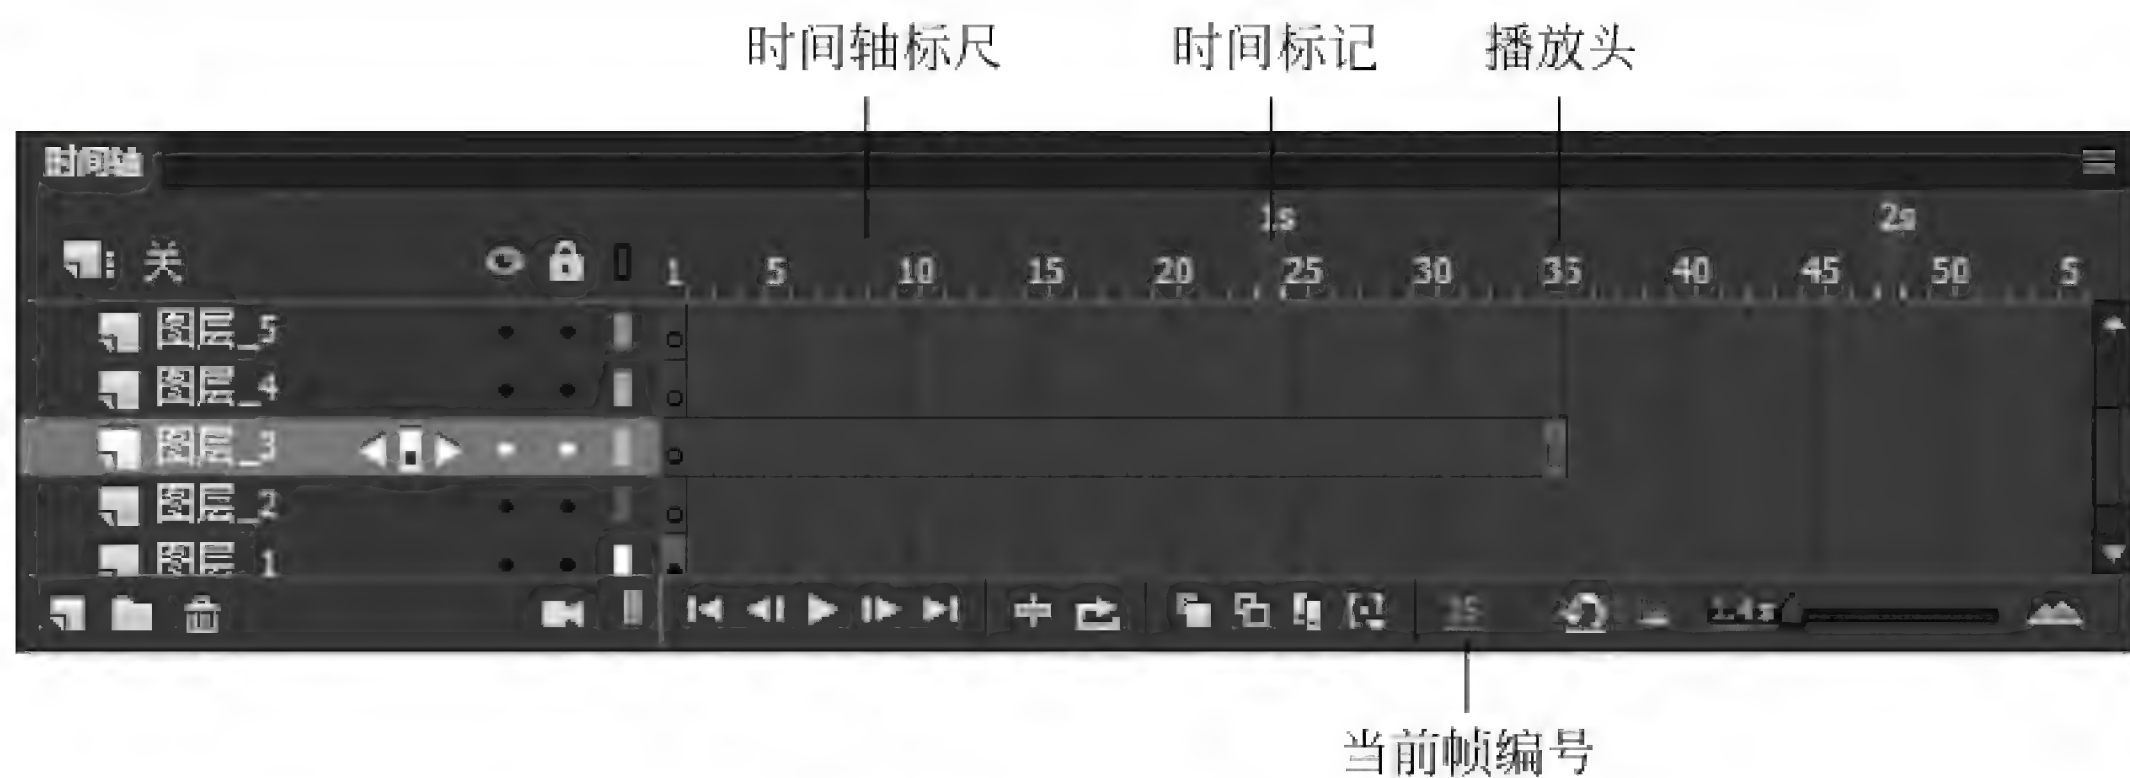 时间轴标尺 时间标记 播放头
时间轴
1s 2s
关 1 5 10 15 20 25 30 35 40 45 50 5
图层_5
图层_4
图层_3
图层_2
图层_1
35 1.4s
当前帧编号